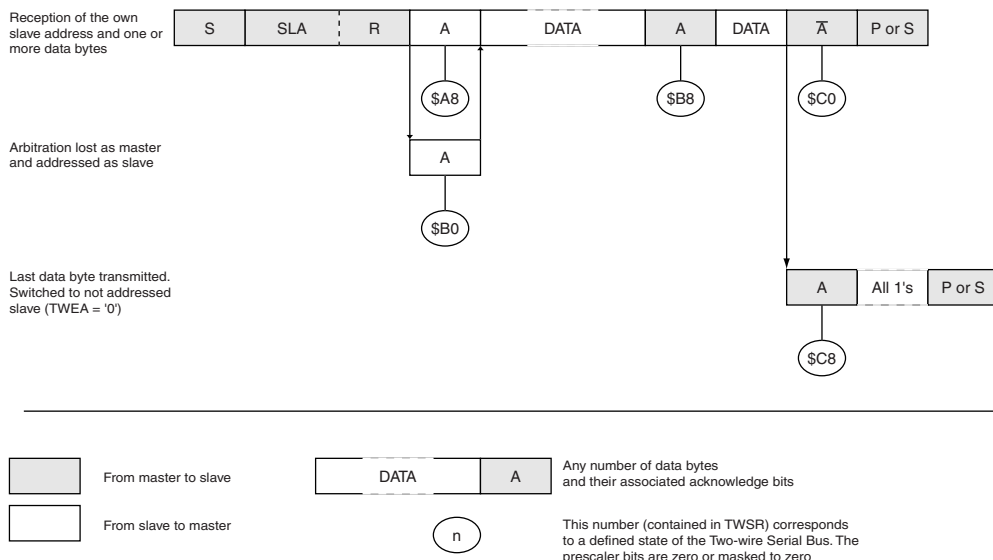 Reception of the own
slave address and one or
more data bytes
S SLA R A DATA A DATA A̅ P or S
$A8 $B8 $C0
Arbitration lost as master
and addressed as slave
A
$B0
Last data byte transmitted.
Switched to not addressed
slave (TWEA = '0')
A All 1's P or S
$C8
From master to slave
DATA A
Any number of data bytes
and their associated acknowledge bits
From slave to master
n
This number (contained in TWSR) corresponds
to a defined state of the Two-wire Serial Bus. The
prescaler bits are zero or masked to zero